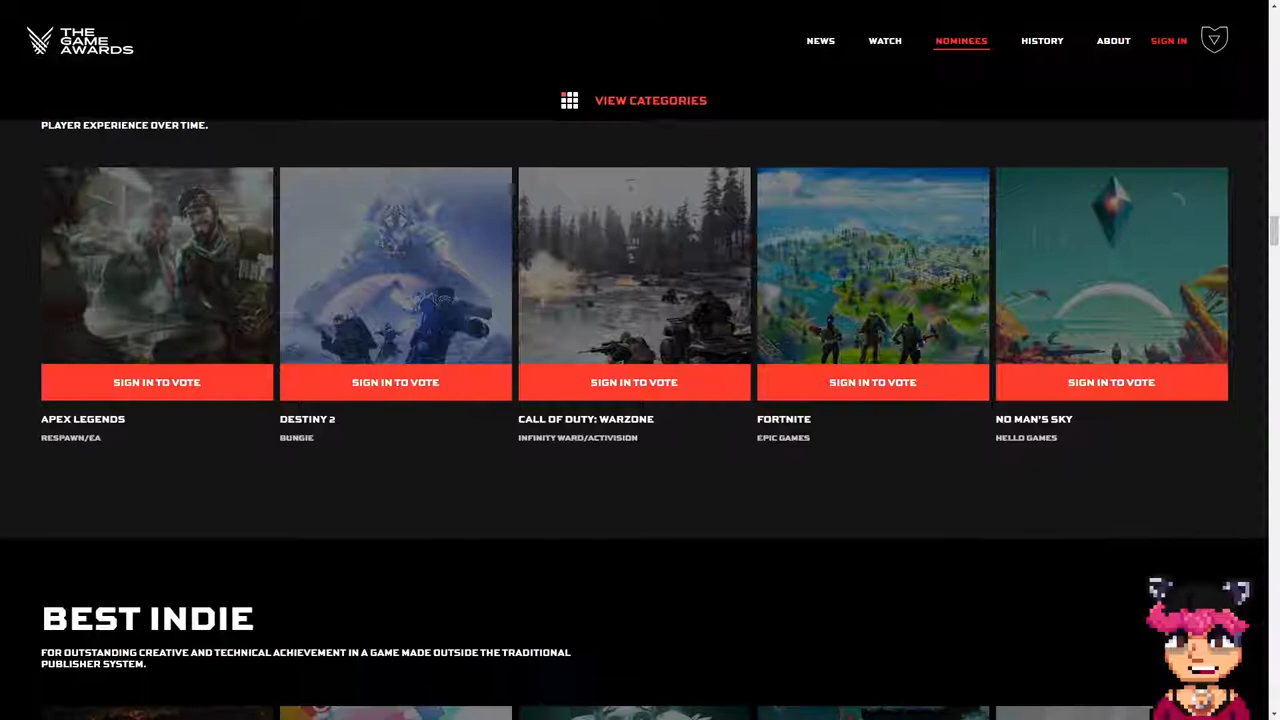 THE
GAME
AWARDS
NEWS
WATCH
NOMINEES
HISTORY
ABOUT
SIGN IN
VIEW CATEGORIES
PLAYER EXPERIENCE OVER TIME.
SIGN IN TO VOTE
SIGN IN TO VOTE
SIGN IN TO VOTE
SIGN IN TO VOTE
SIGN IN TO VOTE
APEX LEGENDS
DESTINY 2
CALL OF DUTY: WARZONE
FORTNITE
NO MAN'S SKY
RESPAWN/EA
BUNGIE
INFINITY WARD/ACTIVISION
EPIC GAMES
HELLO GAMES
BEST INDIE
FOR OUTSTANDING CREATIVE AND TECHNICAL ACHIEVEMENT IN A GAME MADE OUTSIDE THE TRADITIONAL
PUBLISHER SYSTEM.